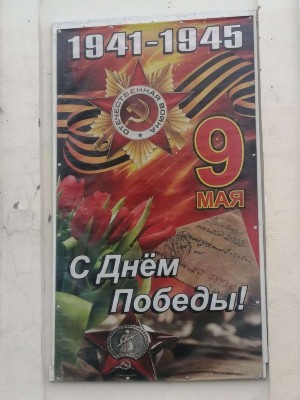 1941-1945
ОТЕЧЕСТВЕННАЯ ВОЙНА
9
МАЯ
С Днём
Победы!